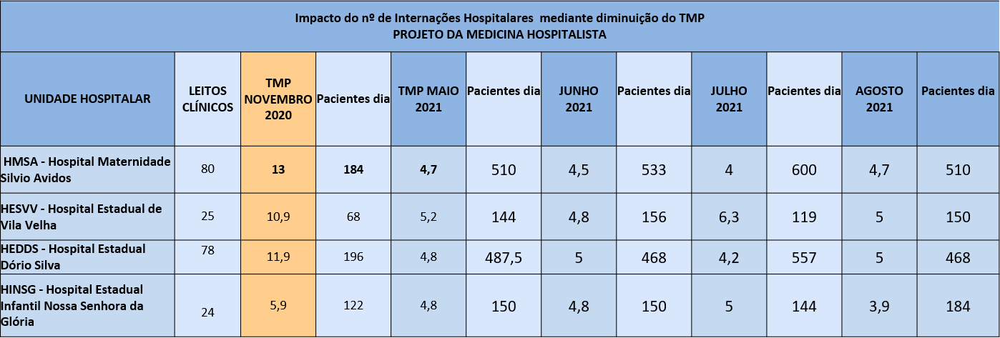 Impacto do nº de Internações Hospitalares mediante diminuição do TMP
PROJETO DA MEDICINA HOSPITALISTA
UNIDADE HOSPITALAR
LEITOS
CLÍNICOS
TMP
NOVEMBRO
2020
Pacientes dia
TMP MAIO
2021
Pacientes dia
JUNHO
2021
Pacientes dia
JULHO
2021
Pacientes dia
AGOSTO
2021
Pacientes dia
HMSA - Hospital Maternidade
Silvio Avidos
80
13
184
4,7
510
4,5
533
4
600
4,7
510
HESVV - Hospital Estadual de
Vila Velha
25
10,9
68
5,2
144
4,8
156
6,3
119
5
150
HEDDS - Hospital Estadual
Dório Silva
78
11,9
196
4,8
487,5
5
468
4,2
557
5
468
HINSG - Hospital Estadual
Infantil Nossa Senhora da
Glória
24
5,9
122
4,8
150
4,8
150
5
144
3,9
184